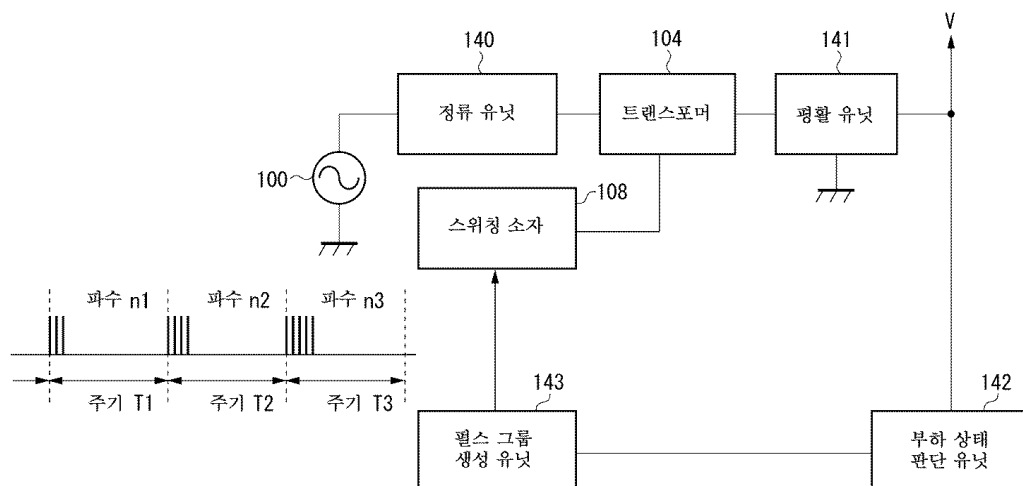 V
140
104
141
정류 유닛
트랜스포머
평활 유닛
100
108
스위칭 소자
파수 n1
파수 n2
파수 n3
주기 T1
주기 T2
주기 T3
143
142
펄스 그룹
생성 유닛
부하 상태
판단 유닛